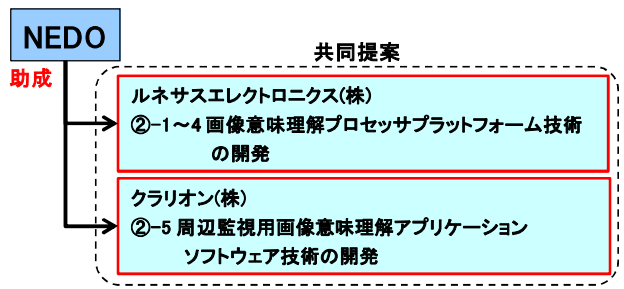 NEDO
助成
共同提案
ルネサスエレクトロニクス(株)
②-1～4 画像意味理解プロセッサプラットフォーム技術
の開発
クラリオン(株)
②-5 周辺監視用画像意味理解アプリケーション
ソフトウェア技術の開発